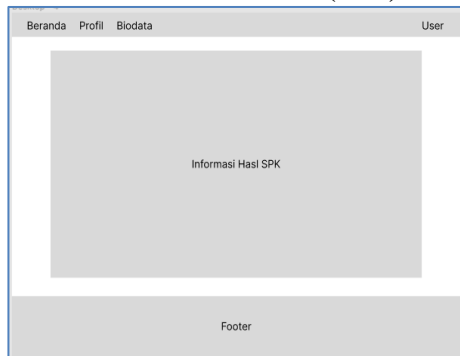 Beranda Profil Biodata User
Informasi Hasl SPK
Footer